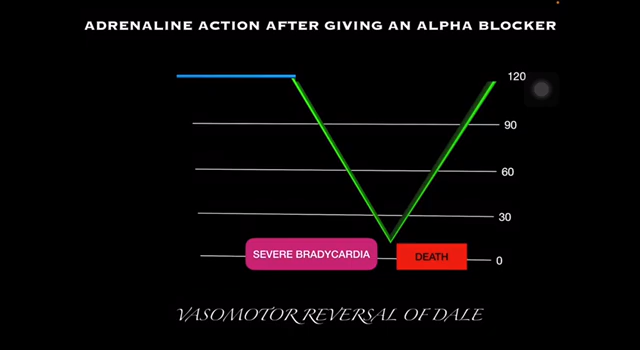 ADRENALINE ACTION AFTER GIVING AN ALPHA BLOCKER
120
90
60
30
SEVERE BRADYCARDIA
DEATH
0
VASOMOTOR REVERSAL OF DALE